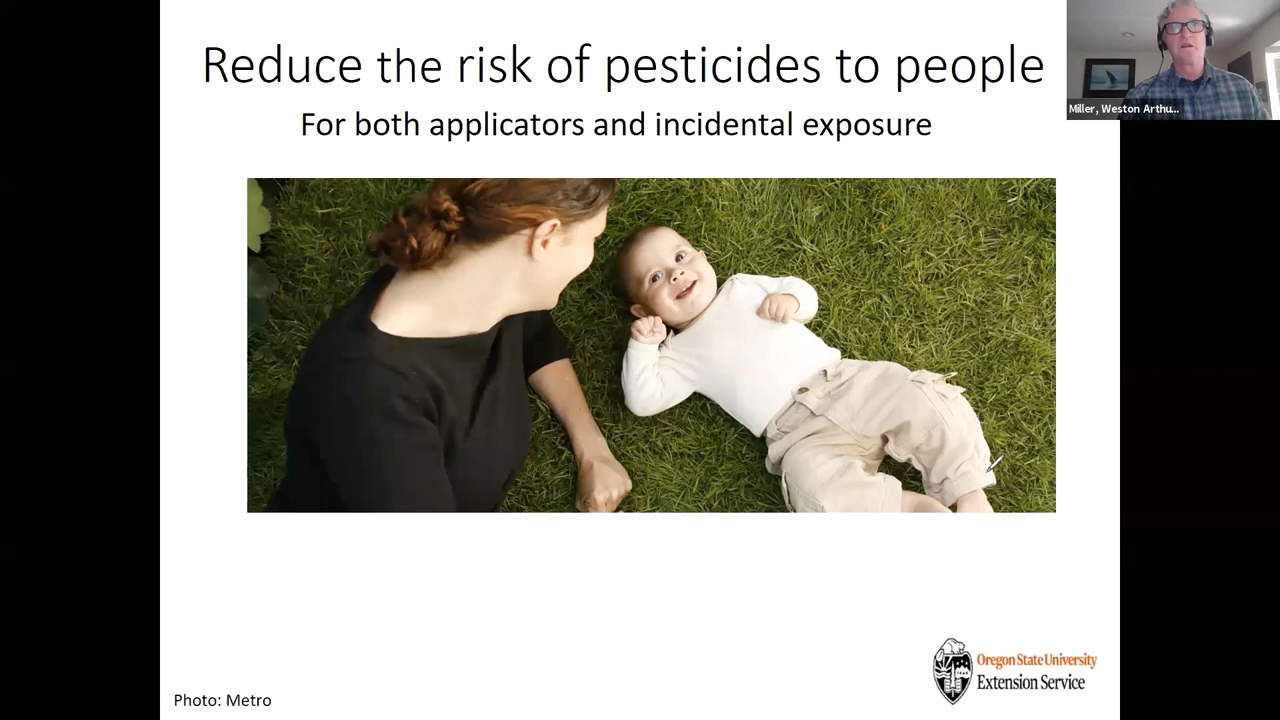 Reduce the risk of pesticides to people
For both applicators and incidental exposure
Miller, Weston Arthu...
Oregon State University
Extension Service
Photo: Metro